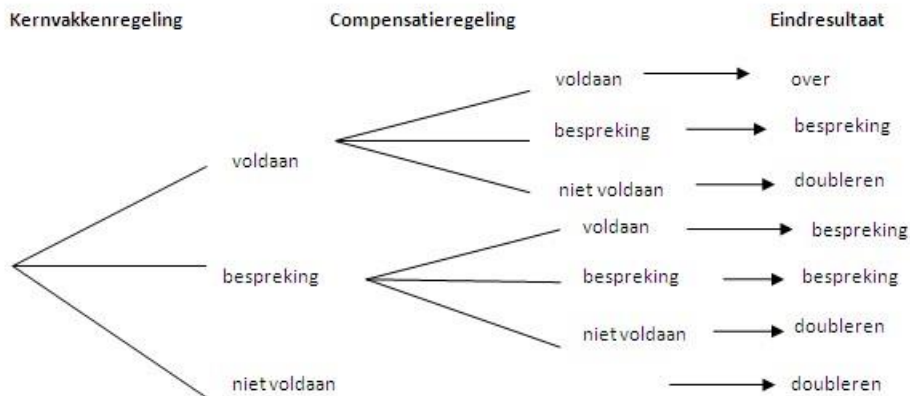 Kernvakkenregeling Compensatieregeling Eindresultaat
voldaan over
bespreking bespreking
voldaan
niet voldaan doubleren
voldaan bespreking
bespreking bespreking bespreking
niet voldaan doubleren
niet voldaan doubleren